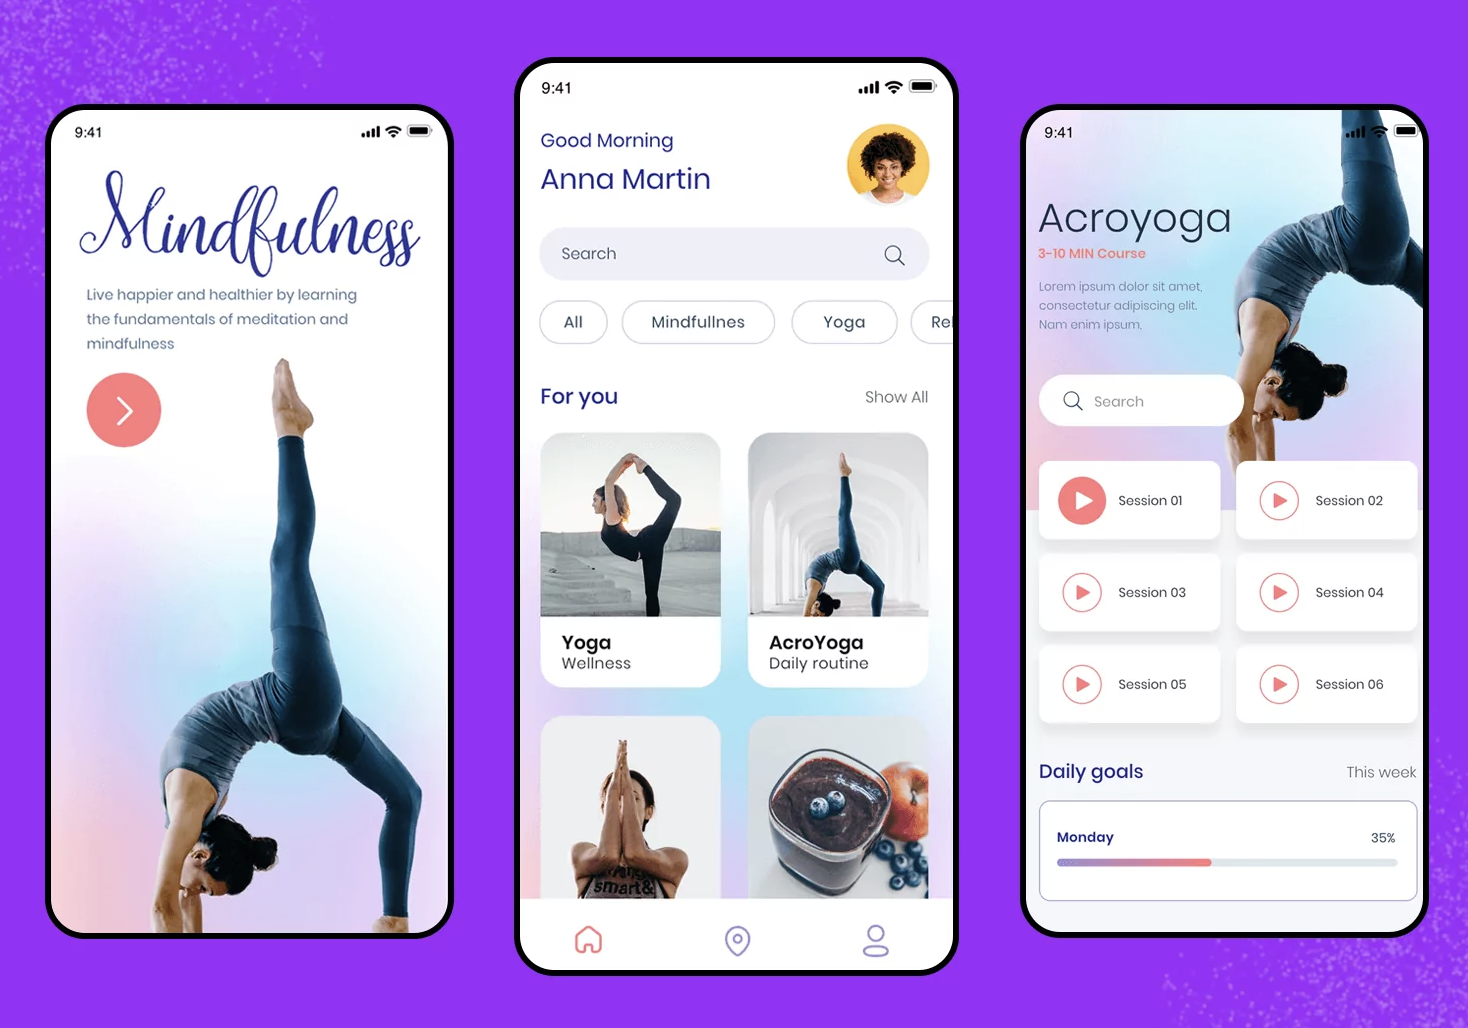 9:41
Mindfulness
Live happier and healthier by learning
the fundamentals of meditation and
mindfulness
9:41
Good Morning
Anna Martin
Search
All
Mindfullnes
Yoga
Rel
For you
Show All
Yoga
Wellness
AcroYoga
Daily routine
smart&
9:41
Acroyoga
3-10 MIN Course
Lorem ipsum dolor sit amet,
consectetur adipiscing elit.
Nam enim ipsum,
Search
Session 01
Session 02
Session 03
Session 04
Session 05
Session 06
Daily goals
This week
Monday
35%